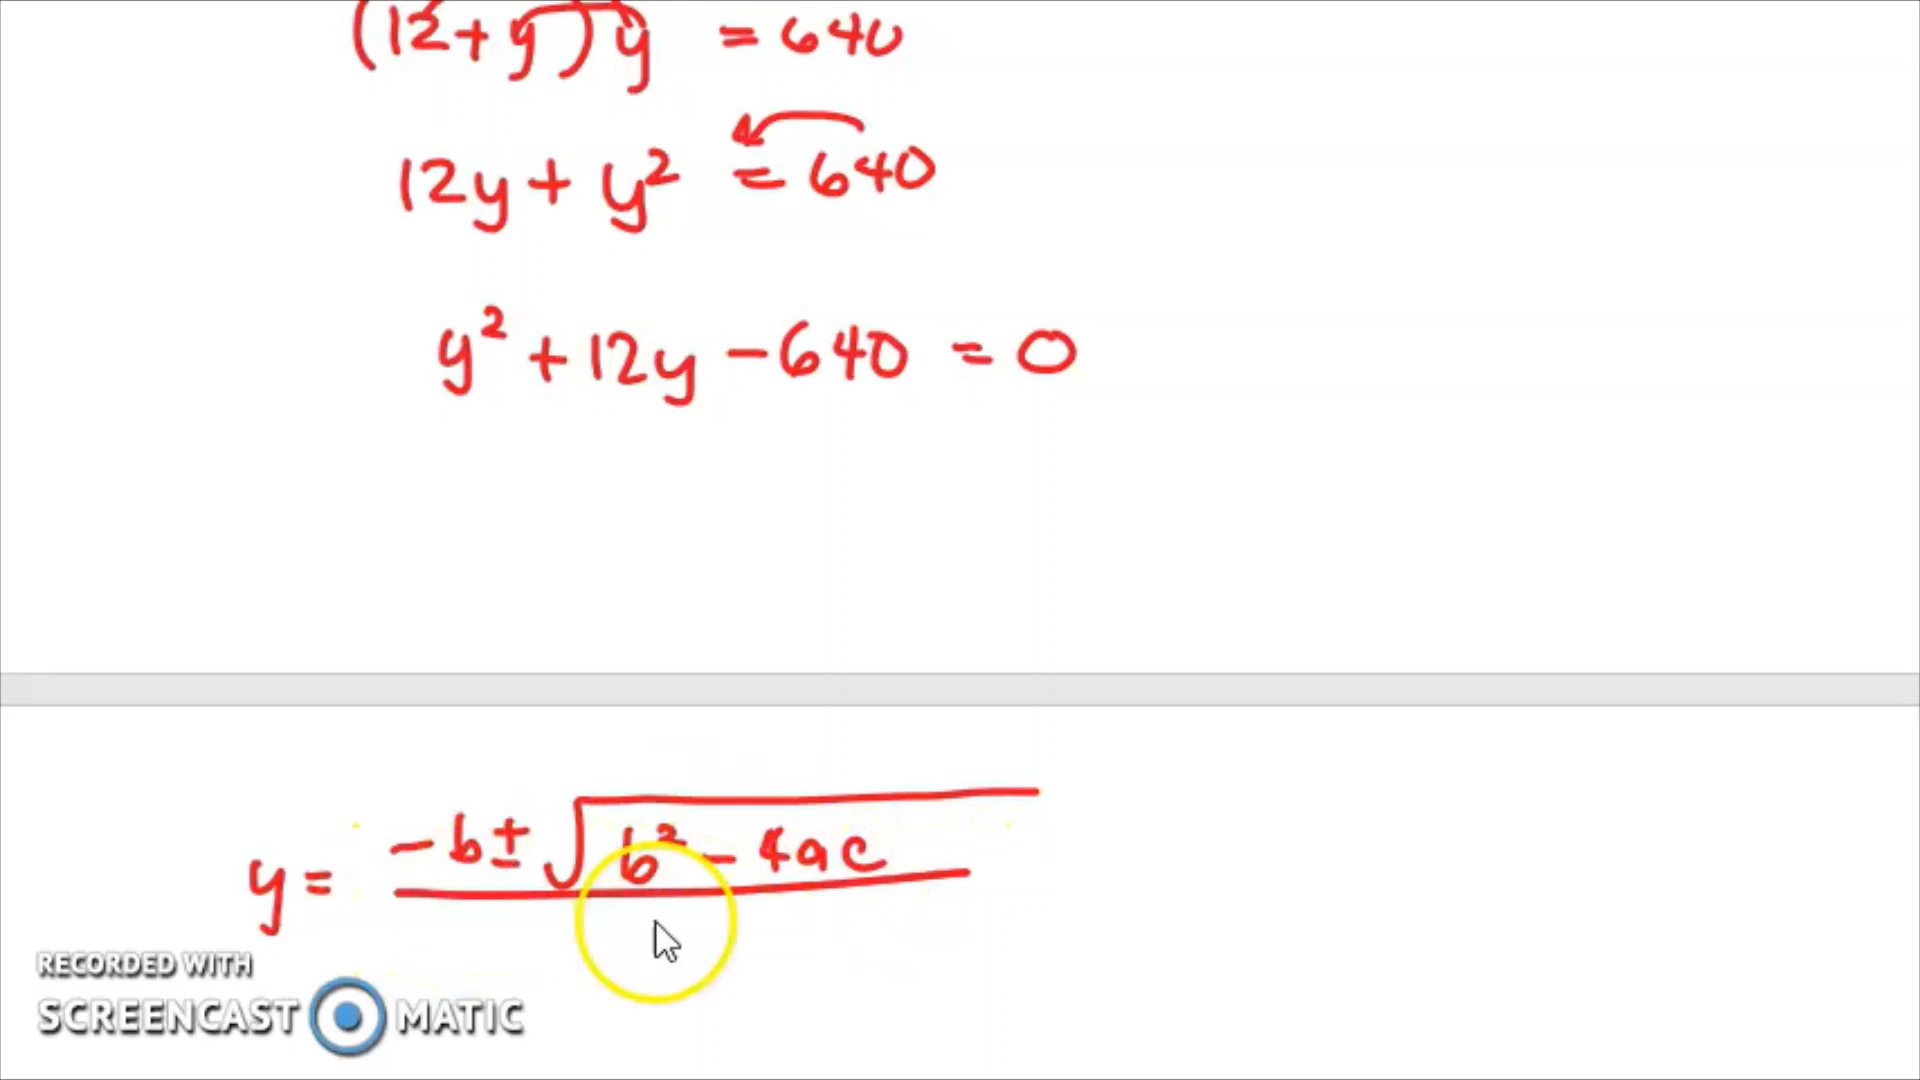 (12+y)y = 640
12y + y² = 640
y² + 12y - 640 = 0
y = -b ± √b² - 4ac
RECORDED WITH
SCREENCAST MATIC